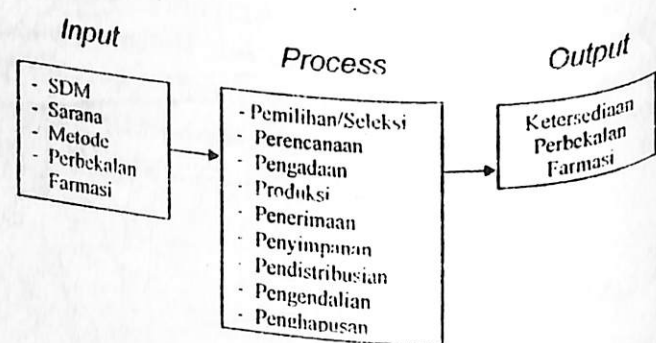 Input
- SDM
- Sarana
- Metode
- Perbekalan
Farmasi
Process
- Pemilihan/Seleksi
- Perencanaan
- Pengadaan
- Produksi
- Penerimaan
- Penyimpanan
- Pendistribusian
- Pengendalian
- Penghapusan
Output
Ketersediaan
Perbekalan
Farmasi